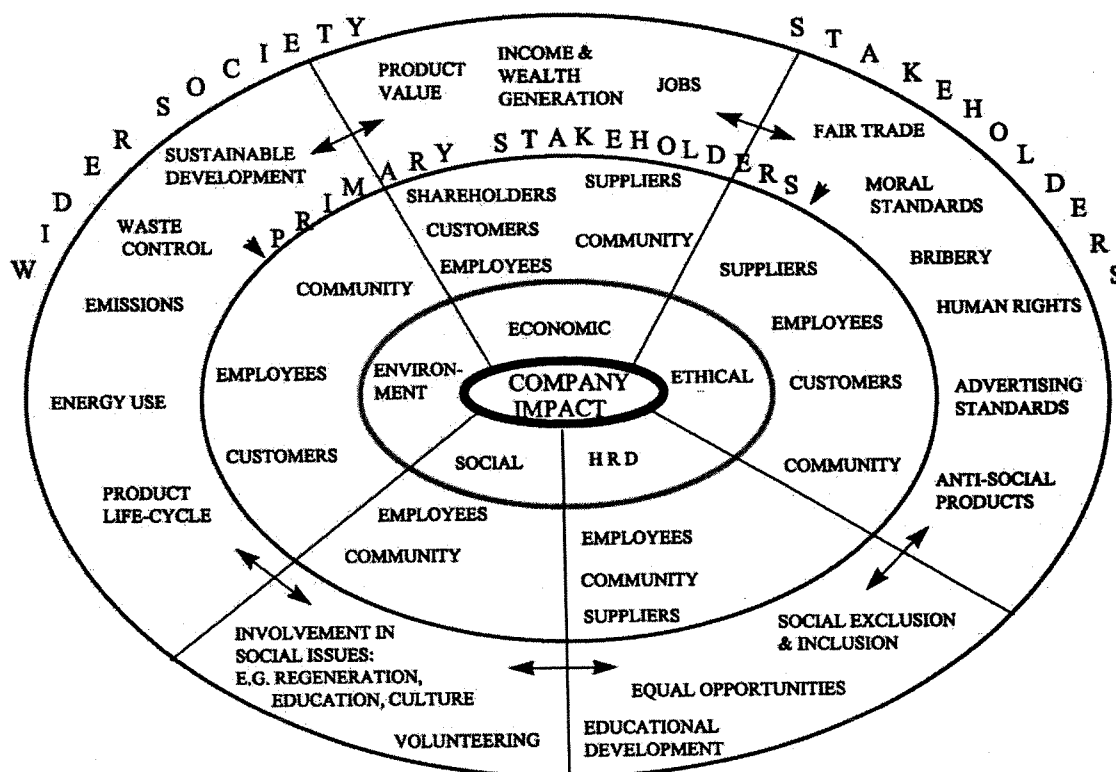 WIDER SOCIETY STAKEHOLDERS
PRODUCT
VALUE
INCOME &
WEALTH
GENERATION
JOBS
FAIR TRADE
MORAL
STANDARDS
BRIBERY
HUMAN RIGHTS
ADVERTISING
STANDARDS
ANTI-SOCIAL
PRODUCTS
SOCIAL EXCLUSION
& INCLUSION
EQUAL OPPORTUNITIES
EDUCATIONAL
DEVELOPMENT
VOLUNTEERING
INVOLVEMENT IN
SOCIAL ISSUES:
E.G. REGENERATION,
EDUCATION, CULTURE
PRODUCT
LIFE-CYCLE
ENERGY USE
EMISSIONS
WASTE
CONTROL
SUSTAINABLE
DEVELOPMENT
PRIMARY STAKEHOLDERS
SHAREHOLDERS
SUPPLIERS
CUSTOMERS
COMMUNITY
EMPLOYEES
SUPPLIERS
EMPLOYEES
CUSTOMERS
COMMUNITY
EMPLOYEES
COMMUNITY
SUPPLIERS
EMPLOYEES
COMMUNITY
CUSTOMERS
EMPLOYEES
COMMUNITY
ECONOMIC
ETHICAL
HRD
SOCIAL
ENVIRON-
MENT
COMPANY
IMPACT